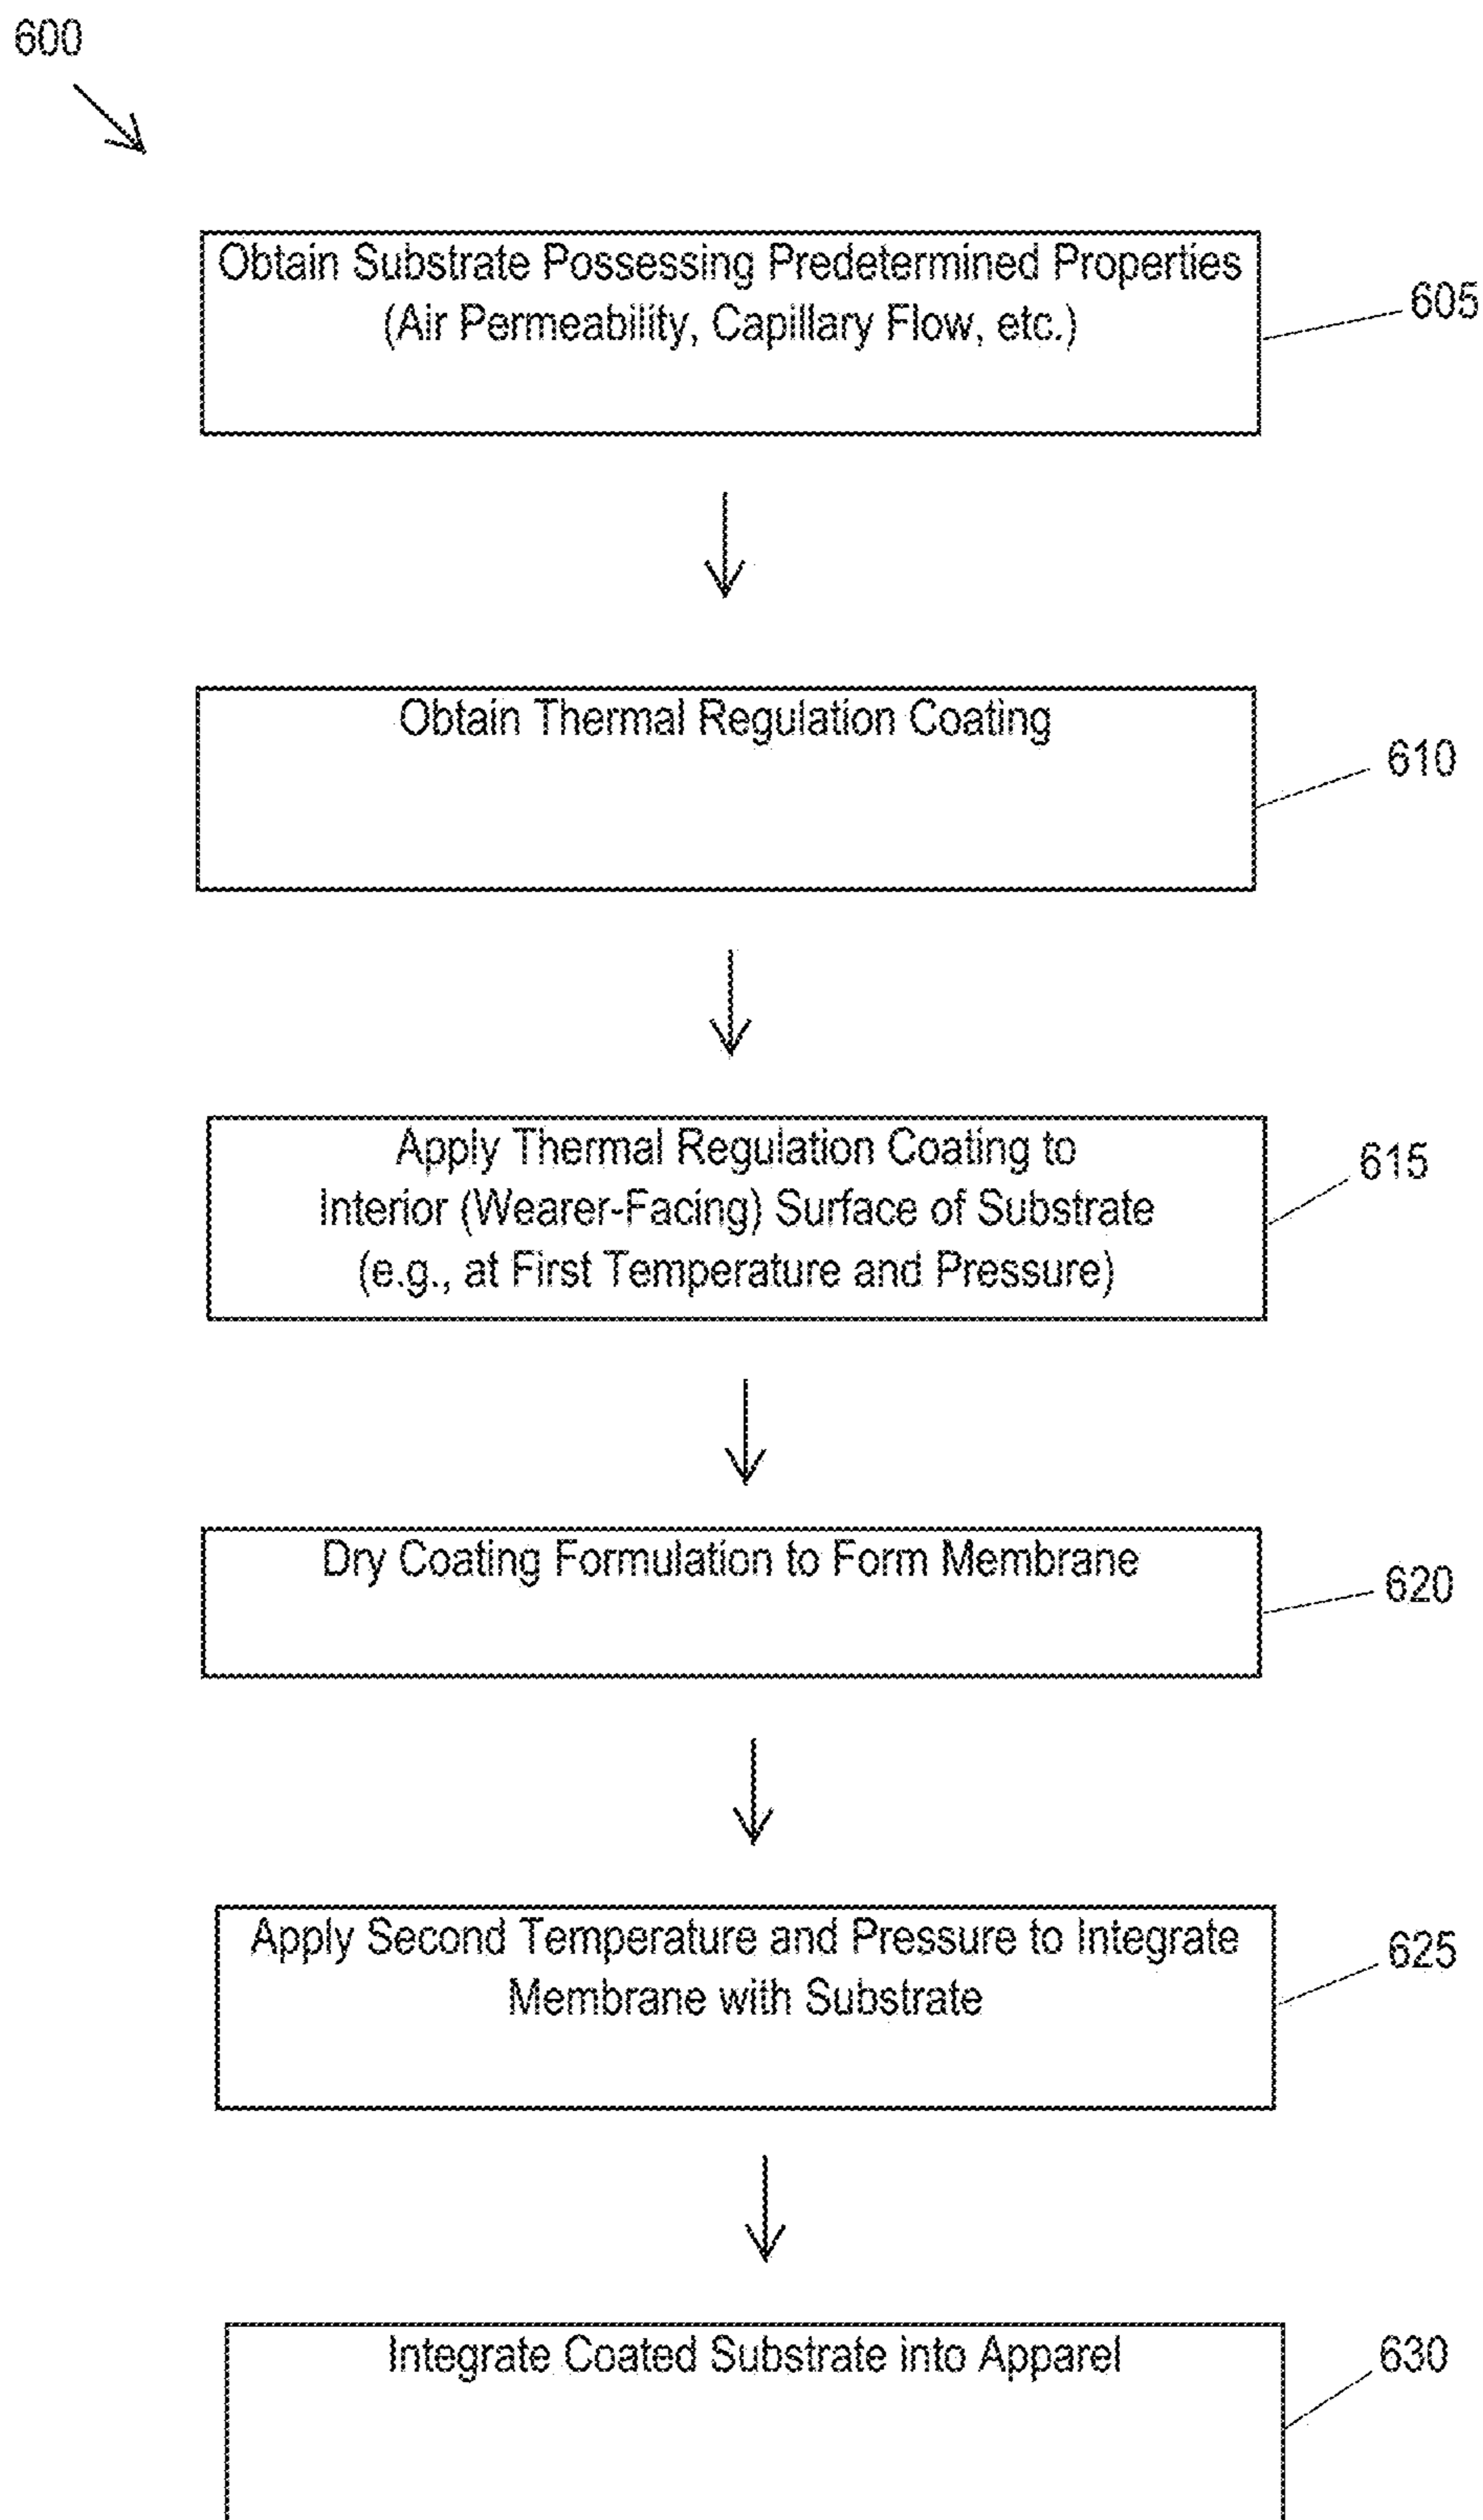 600
Obtain Substrate Possessing Predetermined Properties
(Air Permeability, Capillary Flow, etc.)
605
Obtain Thermal Regulation Coating
610
Apply Thermal Regulation Coating to
Interior (Wearer-Facing) Surface of Substrate
(e.g., at First Temperature and Pressure)
615
Dry Coating Formulation to Form Membrane
620
Apply Second Temperature and Pressure to Integrate
Membrane with Substrate
625
Integrate Coated Substrate into Apparel
630